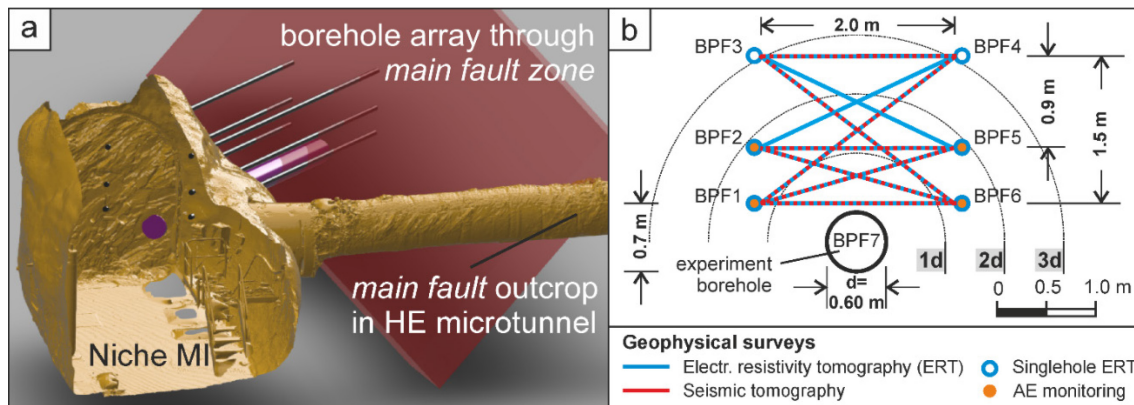 a
borehole array through
main fault zone
main fault outcrop
in HE microtunnel
Niche MI
b
BPF3
2.0 m
BPF4
0.9 m
1.5 m
BPF2
BPF5
BPF1
BPF6
0.7 m
BPF7
experiment
borehole
d=
0.60 m
1d
2d
3d
0 0.5 1.0 m
Geophysical surveys
Electr. resistivity tomography (ERT)
Singlehole ERT
Seismic tomography
AE monitoring